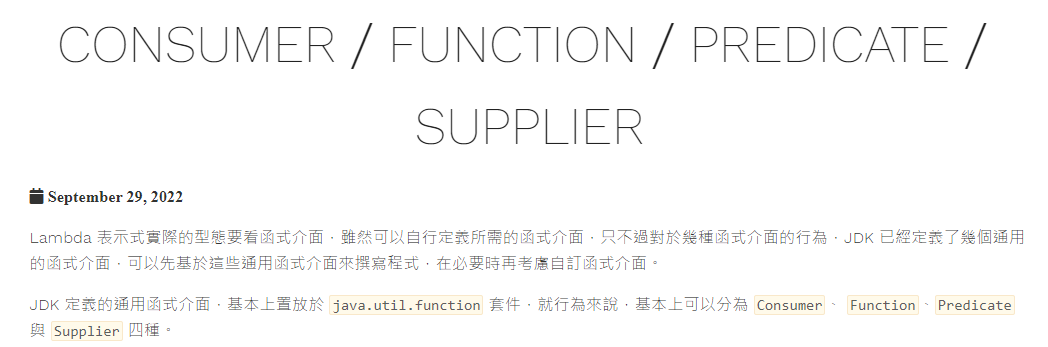 CONSUMER / FUNCTION / PREDICATE /
SUPPLIER
September 29, 2022
Lambda 表示式實際的型態要看函式介面，雖然可以自行定義所需的函式介面，只不過對於幾種函式介面的行為，JDK 已經定義了幾個通用
的函式介面，可以先基於這些通用函式介面來撰寫程式，在必要時再考慮自訂函式介面。
JDK 定義的通用函式介面，基本上置放於 java.util.function 套件，就行為來說，基本上可以分為 Consumer、Function、Predicate
與 Supplier 四種。